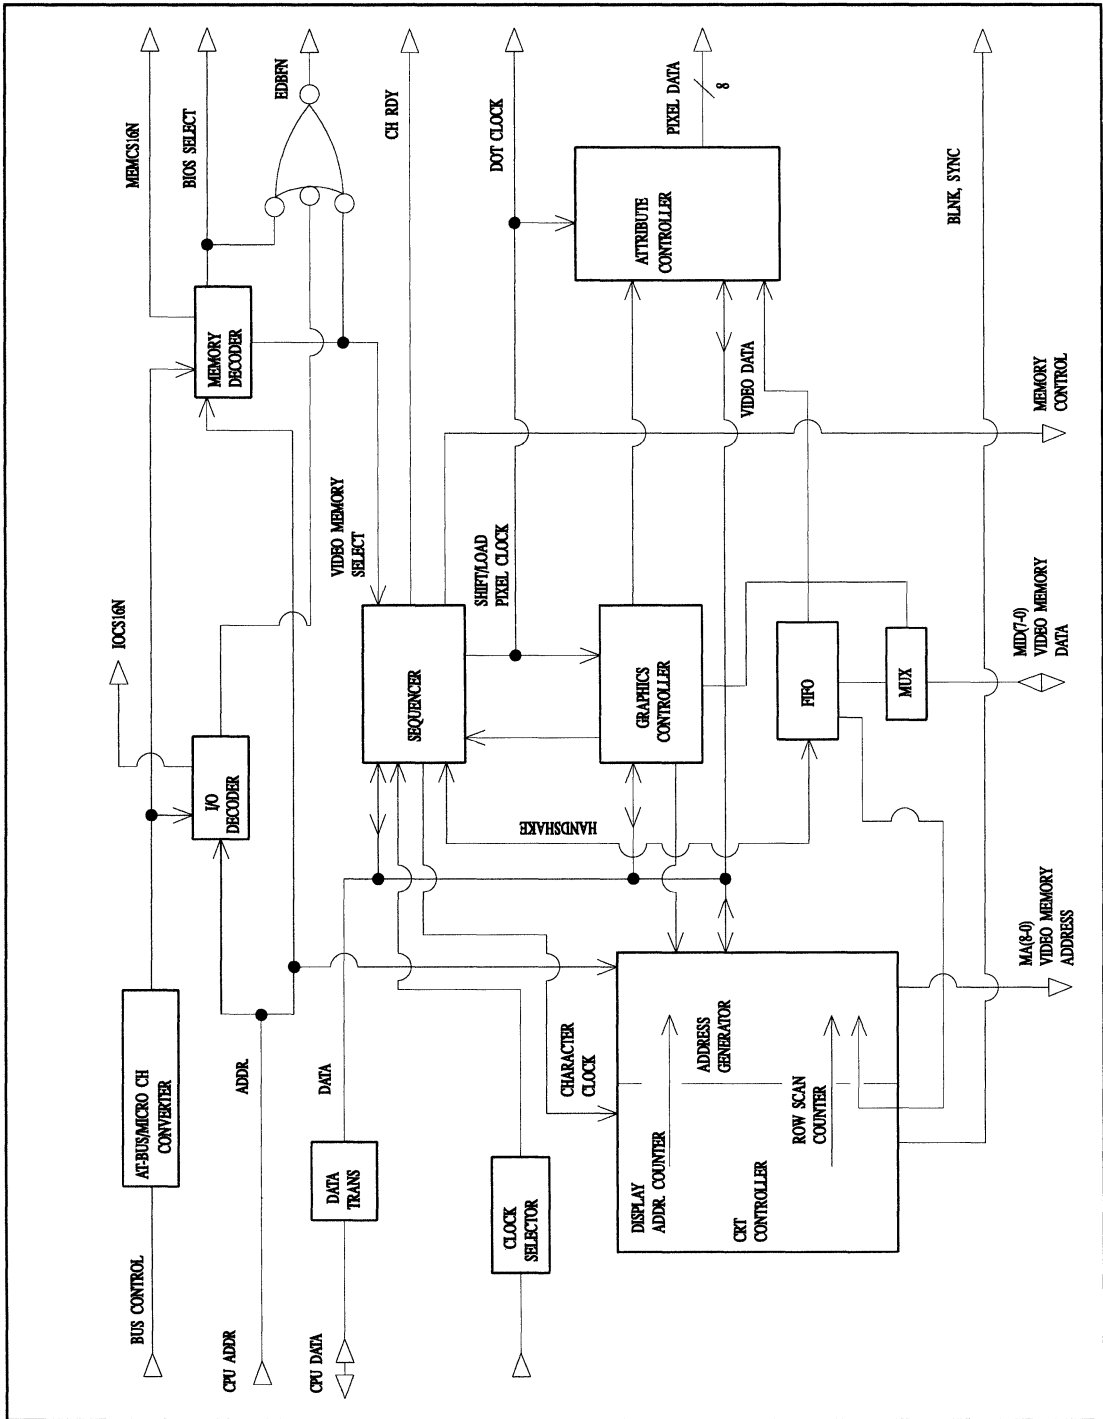 BUS CONTROL
AT-BUS/MICRO CH
CONVERTER
IOCS16N
MEMCS16N
BIOS SELECT
EDBFN
CPU ADDR
ADDR.
I/O
DECODER
MEMORY
DECODER
CPU DATA
DATA
TRANS
DATA
VIDEO MEMORY
SELECT
CH RDY
CLOCK
SELECTOR
SEQUENCER
SHIFT/LOAD
PIXEL CLOCK
DOT CLOCK
CHARACTER
CLOCK
HANDSHAKE
GRAPHICS
CONTROLLER
ATTRIBUTE
CONTROLLER
PIXEL DATA
8
VIDEO DATA
DISPLAY
ADDR. COUNTER
ADDRESS
GENERATOR
CRT
CONTROLLER
ROW SCAN
COUNTER
FIFO
MUX
BLNK, SYNC
MA(8-0)
VIDEO MEMORY
ADDRESS
MID(7-0)
VIDEO MEMORY
DATA
MEMORY
CONTROL